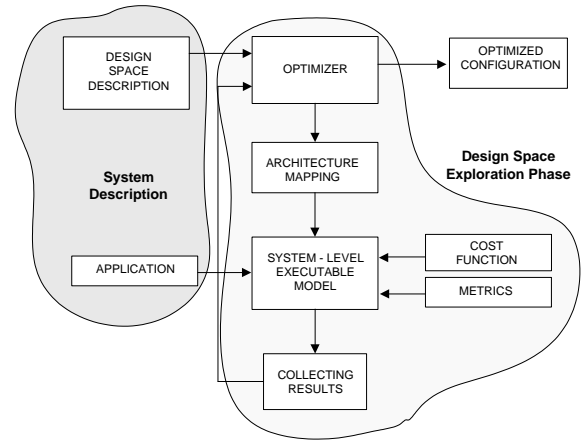 DESIGN
SPACE
DESCRIPTION
OPTIMIZER
OPTIMIZED
CONFIGURATION
ARCHITECTURE
MAPPING
System
Description
Design Space
Exploration Phase
APPLICATION
SYSTEM - LEVEL
EXECUTABLE
MODEL
COST
FUNCTION
METRICS
COLLECTING
RESULTS